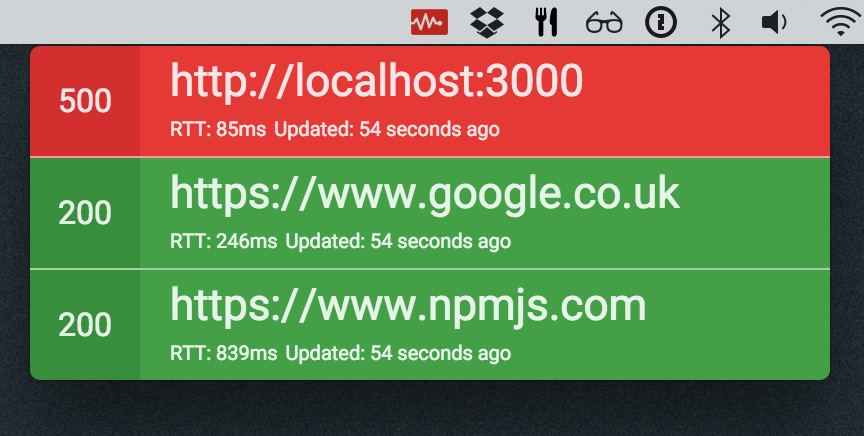 500
http://localhost:3000
RTT: 85ms Updated: 54 seconds ago
200
https://www.google.co.uk
RTT: 246ms Updated: 54 seconds ago
200
https://www.npmjs.com
RTT: 839ms Updated: 54 seconds ago